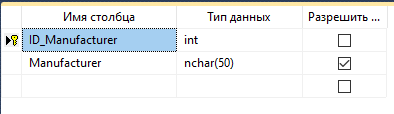 Имя столбца Тип данных Разрешить ...
ID_Manufacturer int
Manufacturer nchar(50)